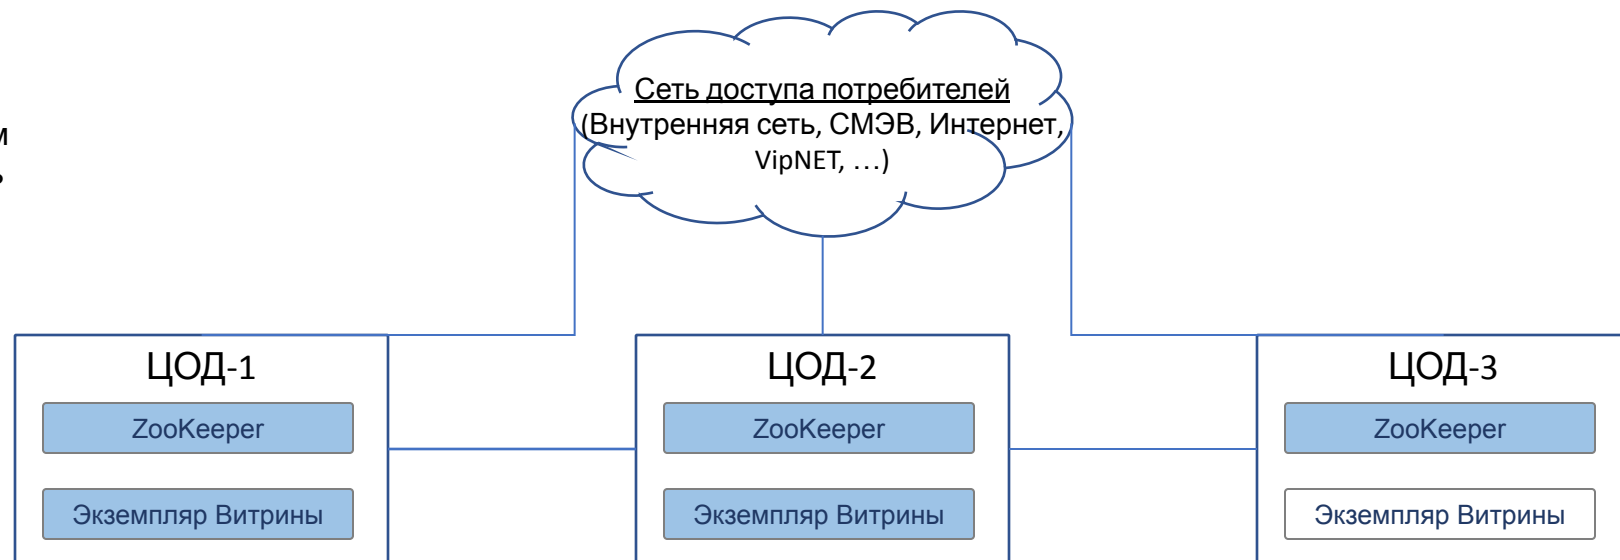 Сеть доступа потребителей
(Внутренняя сеть, СМЭВ, Интернет,
VipNET, …)
ЦОД-1
ZooKeeper
Экземпляр Витрины
ЦОД-2
ZooKeeper
Экземпляр Витрины
ЦОД-3
ZooKeeper
Экземпляр Витрины